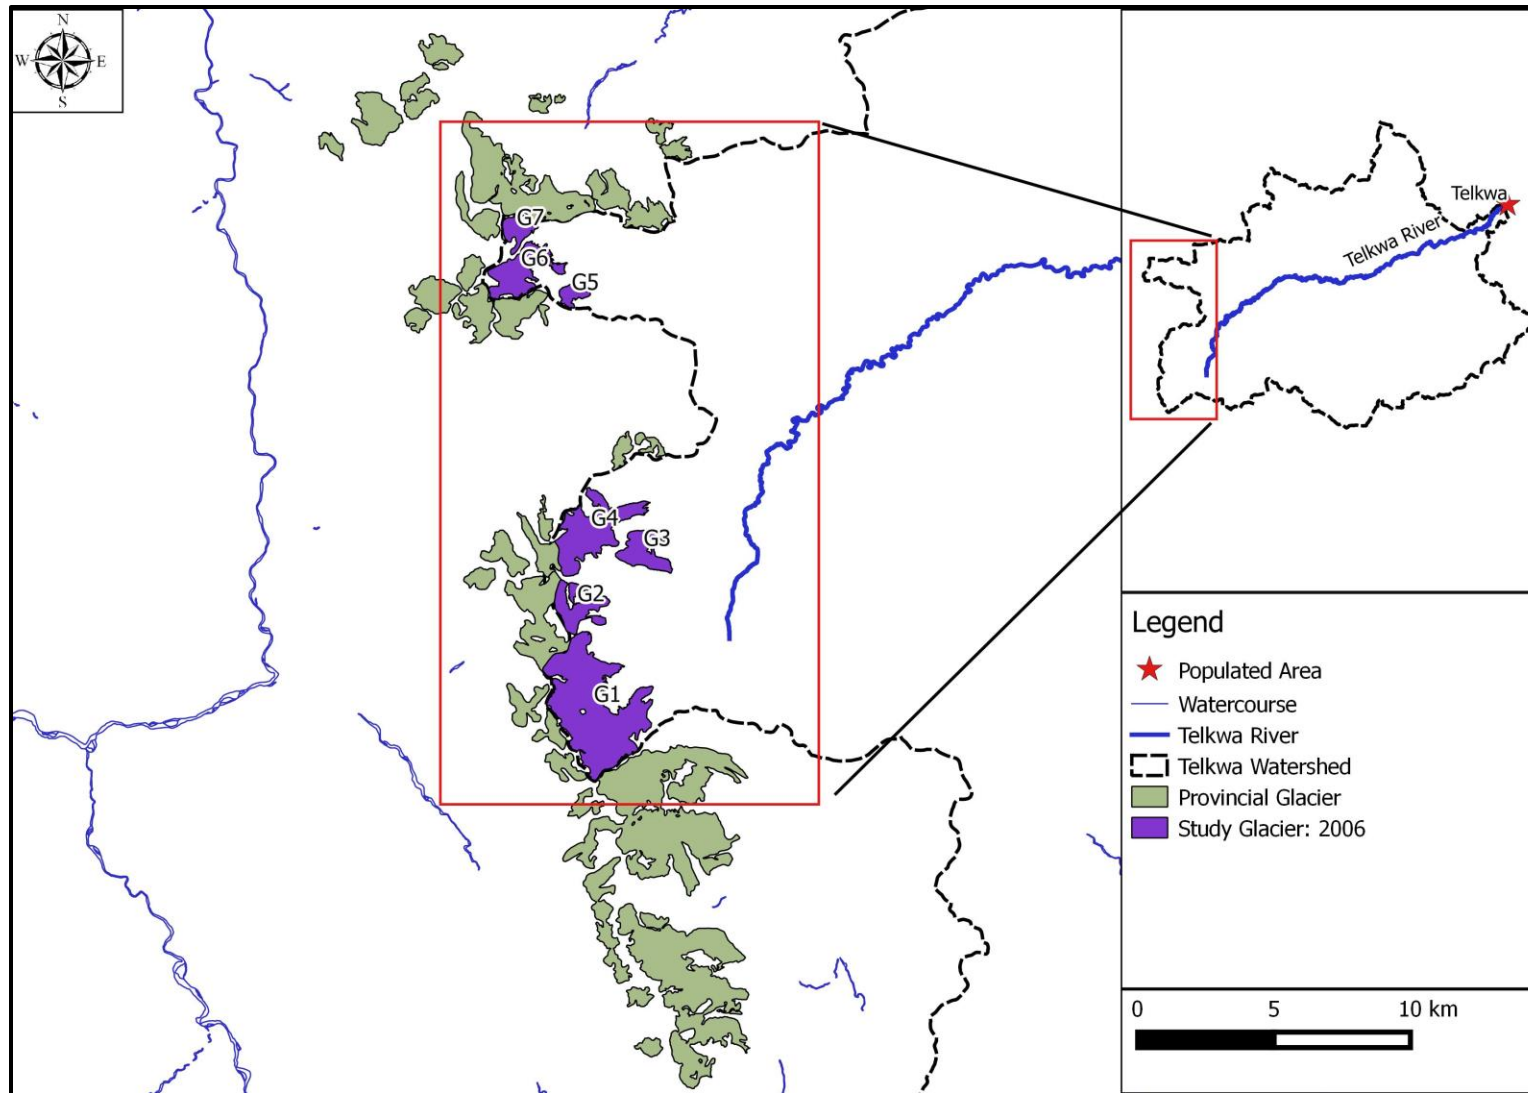 N
W E
S
G7
G6
G5
G4
G3
G2
G1
Telkwa
Telkwa River
Legend
Populated Area
Watercourse
Telkwa River
Telkwa Watershed
Provincial Glacier
Study Glacier: 2006
0 5 10 km